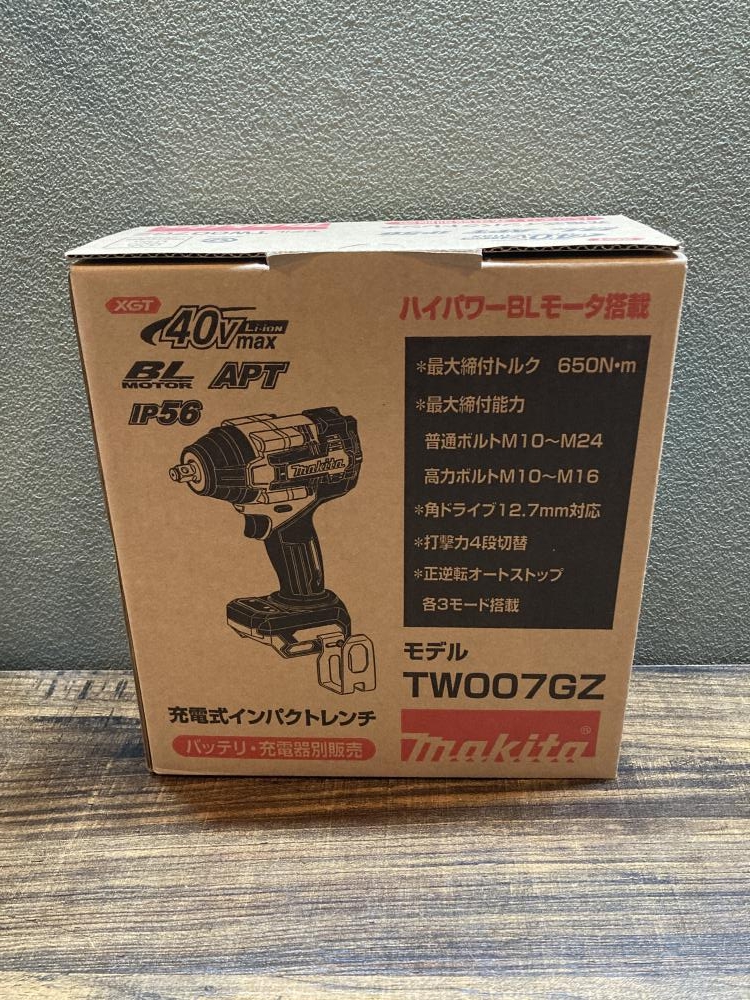 XGT
40Vmax Li-ion
BL MOTOR
APT
IP56
makita
充電式インパクトレンチ
バッテリ・充電器別販売
ハイパワーBLモータ搭載
*最大締付トルク 650N・m
*最大締付能力
普通ボルトM10〜M24
高力ボルトM10〜M16
*角ドライブ12.7mm対応
*打撃力4段切替
*正逆転オートストップ
各3モード搭載
モデル
TW007GZ
makita®